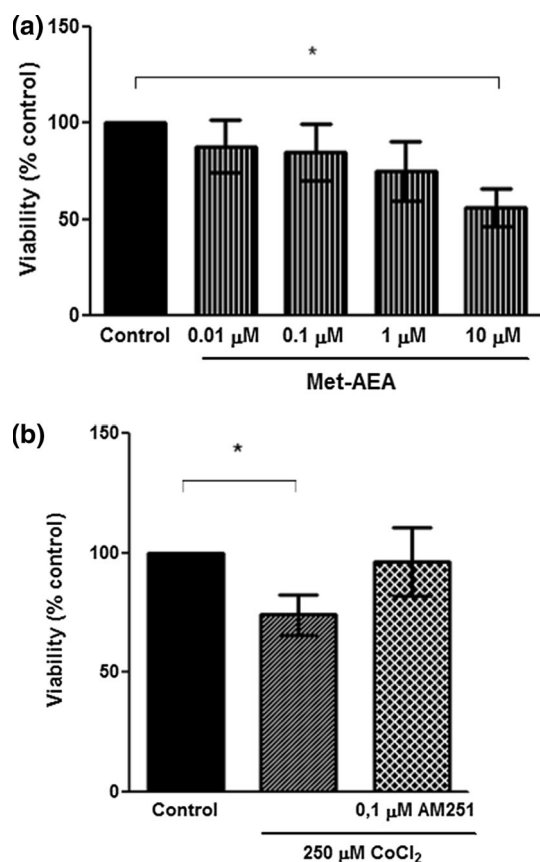 (a)
150
*
100
50
0
Viability (% control)
Control 0.01 μM 0.1 μM 1 μM 10 μM
Met-AEA
(b)
150
*
100
50
0
Viability (% control)
Control 0,1 μM AM251
250 μM CoCl₂